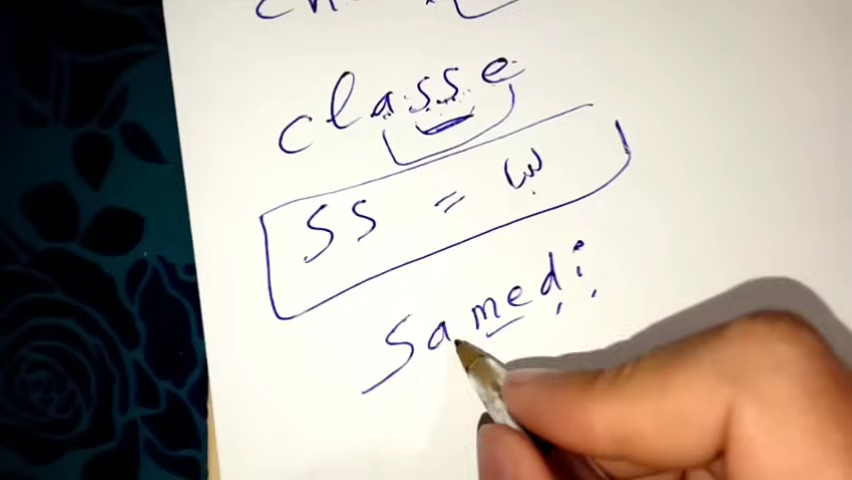 classe
ss = س
Samedi